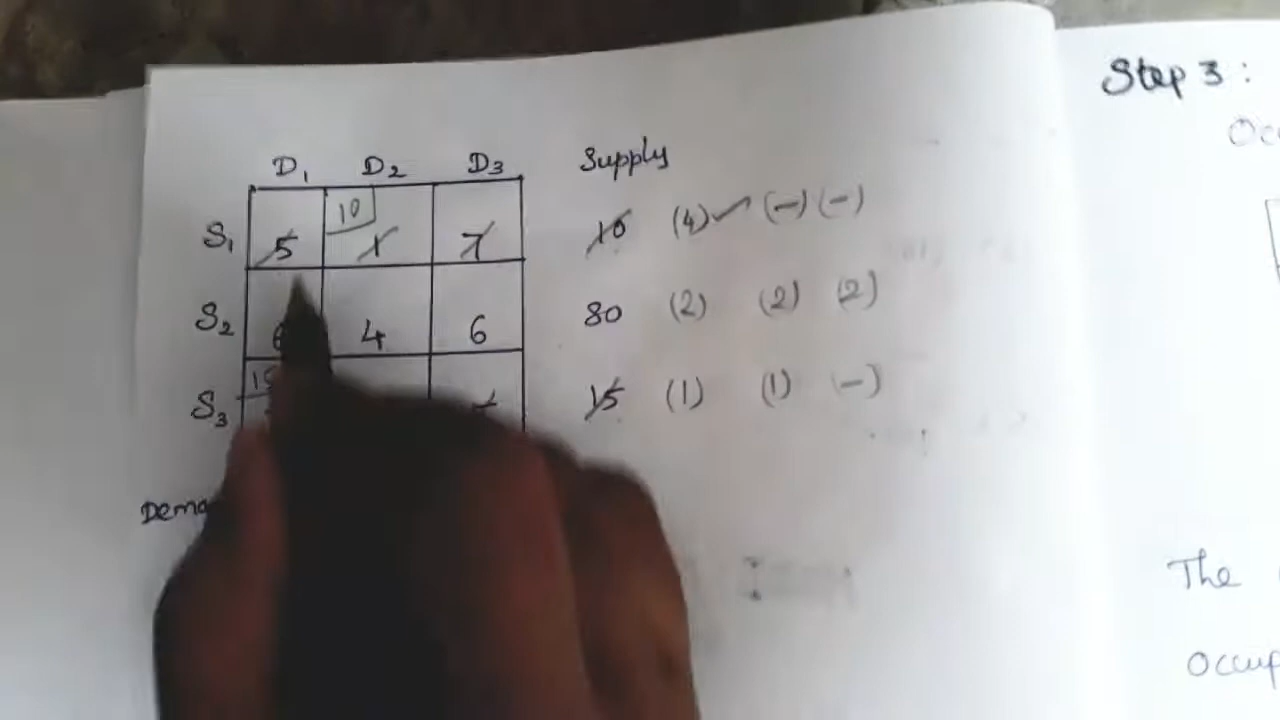 Step 3 :
D1 D2 D3 Supply
10
S1 5 1 7 10 (4) ✓ (-) (-)
S2 6 4 6 80 (2) (2) (2)
S3 15 (1) (1) (-)
The